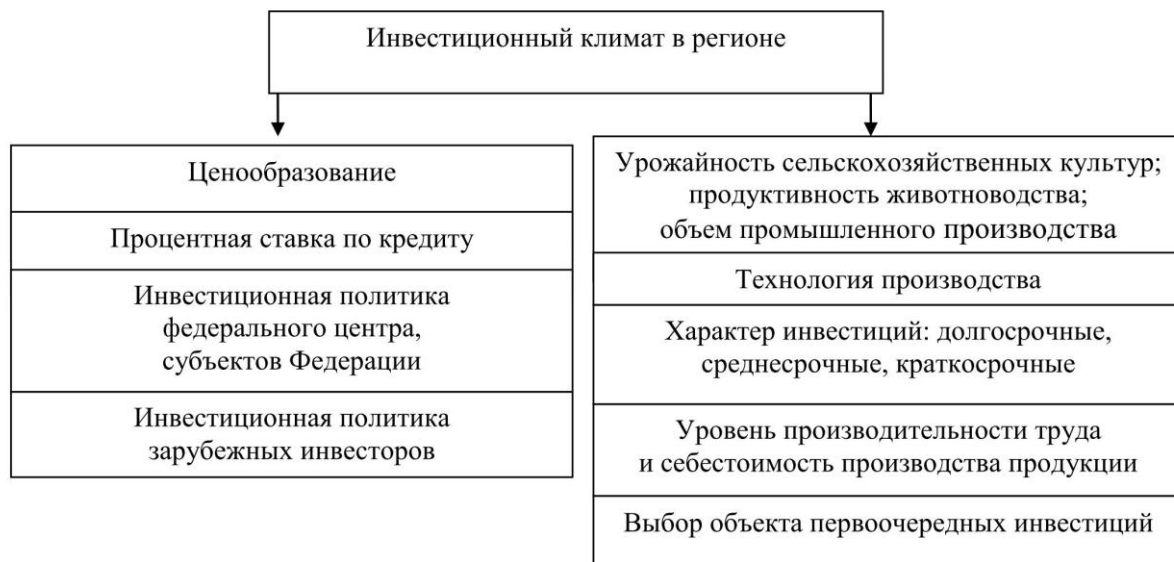 Инвестиционный климат в регионе
Ценообразование
Процентная ставка по кредиту
Инвестиционная политика
федерального центра,
субъектов Федерации
Инвестиционная политика
зарубежных инвесторов
Урожайность сельскохозяйственных культур;
продуктивность животноводства;
объем промышленного производства
Технология производства
Характер инвестиций: долгосрочные,
среднесрочные, краткосрочные
Уровень производительности труда
и себестоимость производства продукции
Выбор объекта первоочередных инвестиций